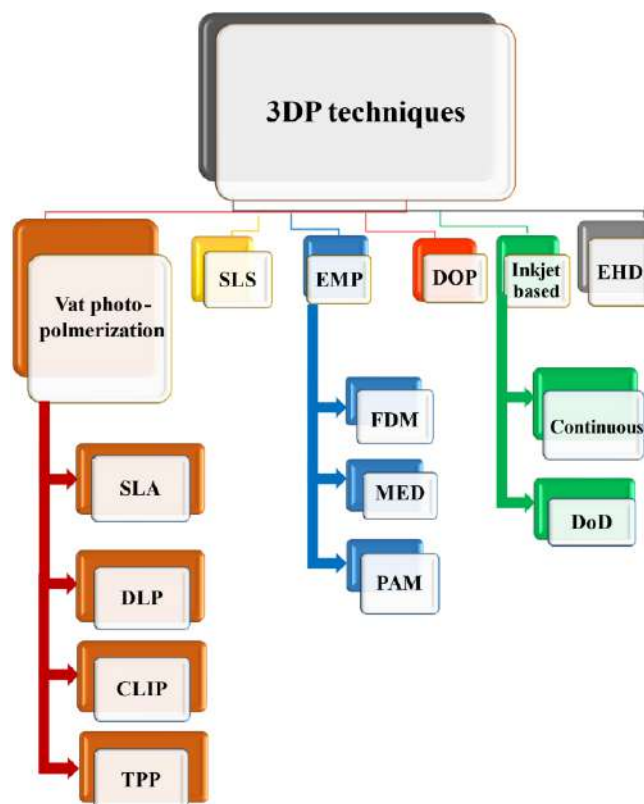 3DP techniques
Vat photo-
polmerization
SLS
EMP
DOP
Inkjet
based
EHD
SLA
DLP
CLIP
TPP
FDM
MED
PAM
Continuous
DoD